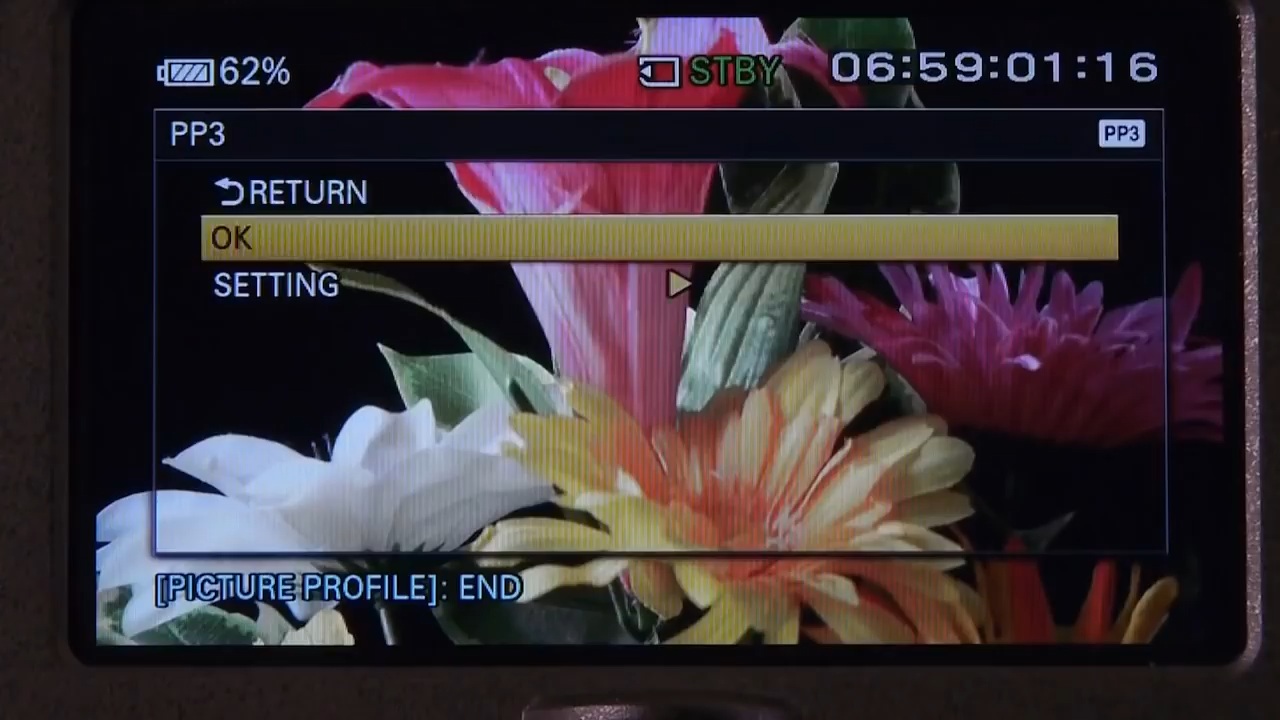 62% STBY 06:59:01:16
PP3 PP3
RETURN
OK
SETTING
[PICTURE PROFILE]: END